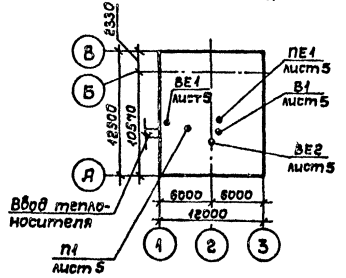 2330
В
Б
12900
10570
А
ВЕ1
лист 5
ПЕ1
лист 5
В1
лист 5
ВЕ2
лист 5
Ввод тепло-
носителя
6000
6000
12000
П1
лист 5
1
2
3